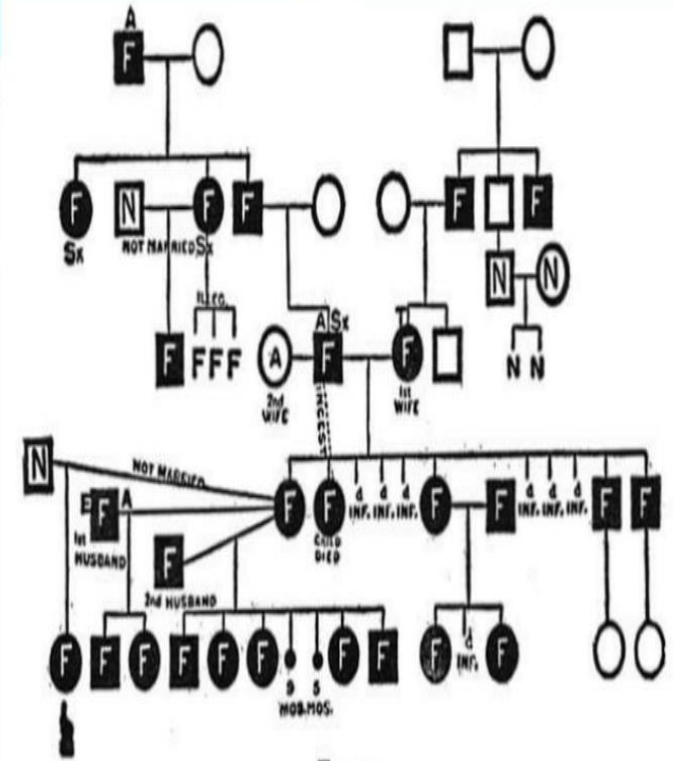 A
F
F N F F F F
Sx NOT MARRIED Sx
N N
ILLEG.
A Sx
F F F F A F F N N
2nd WIFE 1st WIFE
INCEST
N NOT MARRIED
F F d d d F F d d d F F
INF. INF. INF. INF. INF. INF.
E F A
CHILD DIED
1st HUSBAND
F
2nd HUSBAND
F F F F F F F F F d F
INF.
9 5
MOS. MOS.